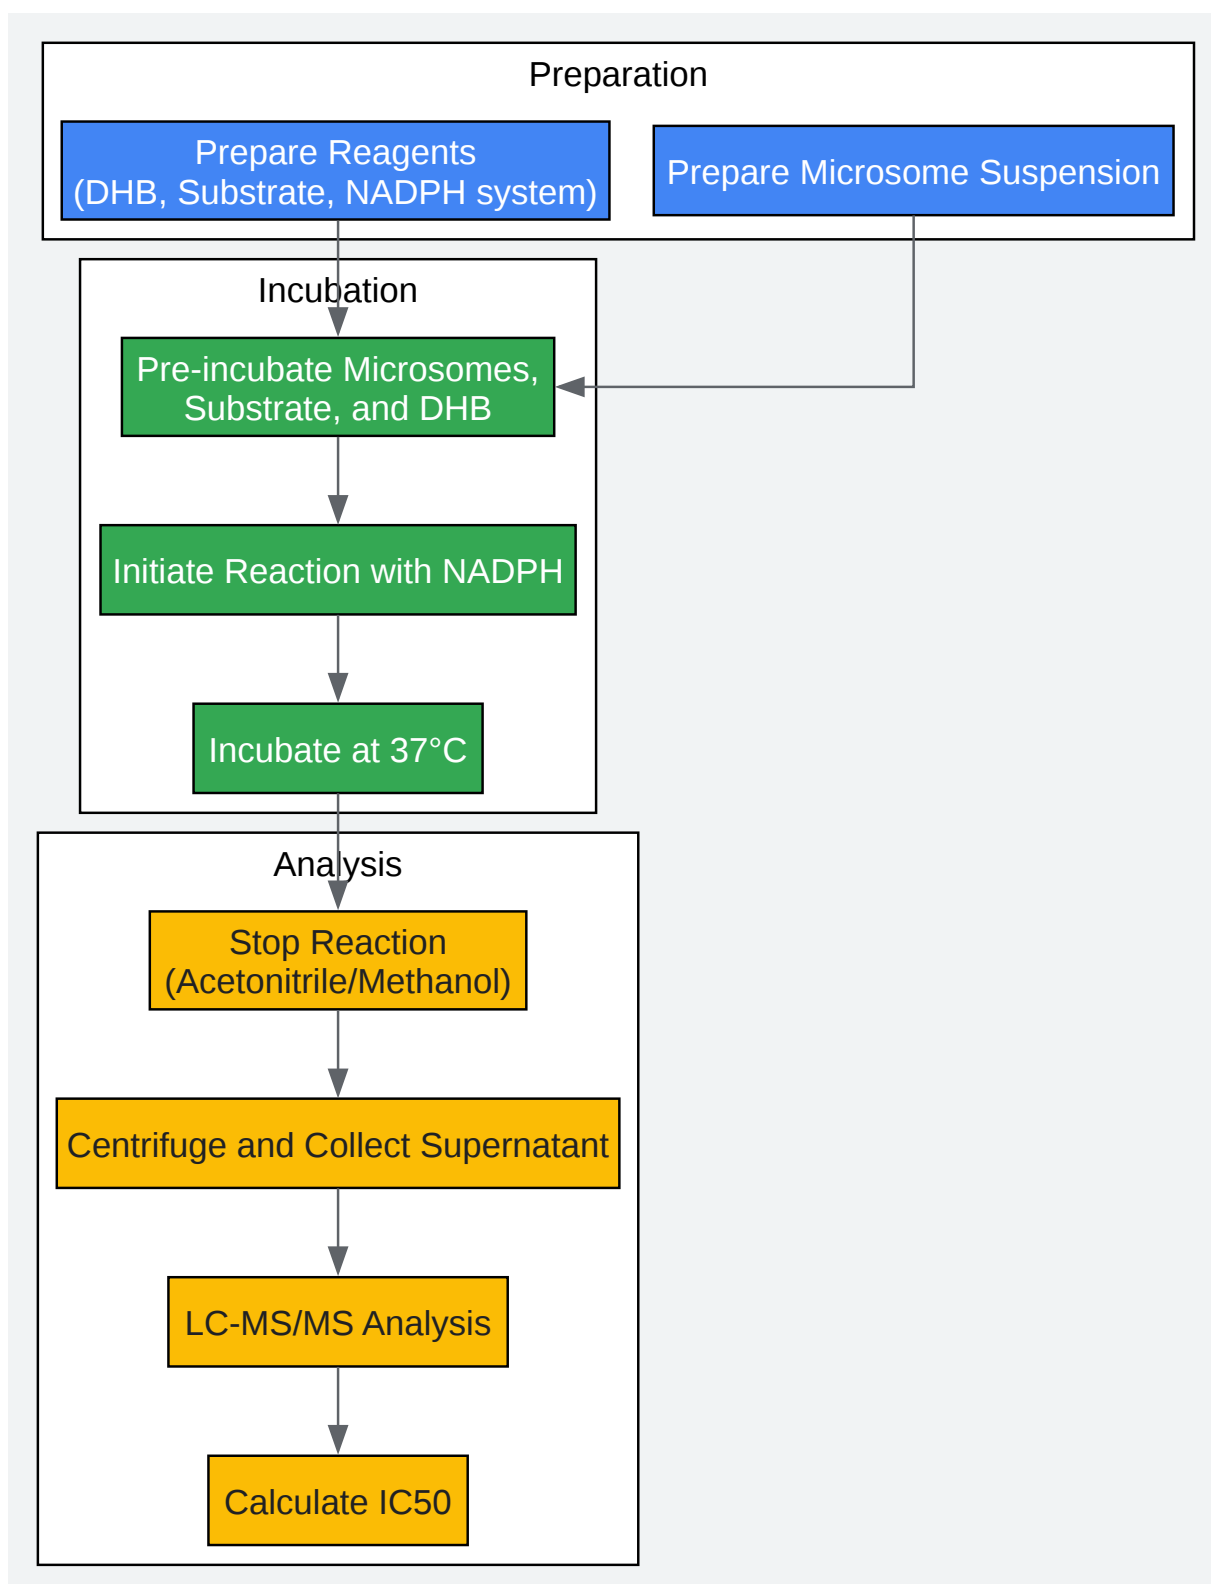 Preparation
Prepare Reagents
(DHB, Substrate, NADPH system)
Prepare Microsome Suspension
Incubation
Pre-incubate Microsomes,
Substrate, and DHB
Initiate Reaction with NADPH
Incubate at 37°C
Analysis
Stop Reaction
(Acetonitrile/Methanol)
Centrifuge and Collect Supernatant
LC-MS/MS Analysis
Calculate IC50